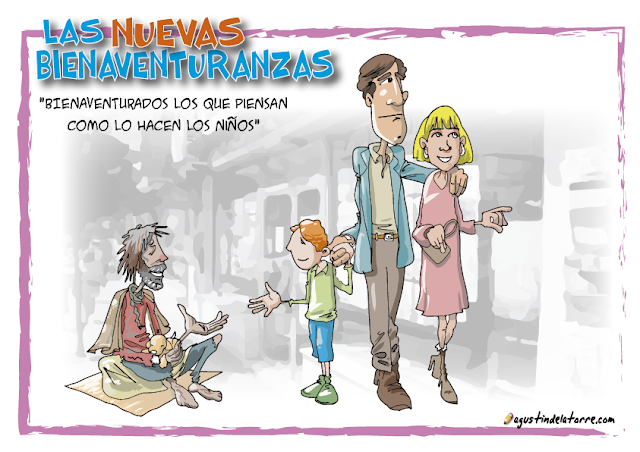 LAS NUEVAS
BIENAVENTURANZAS
"BIENAVENTURADOS LOS QUE PIENSAN
COMO LO HACEN LOS NIÑOS"
agustindelatorre.com